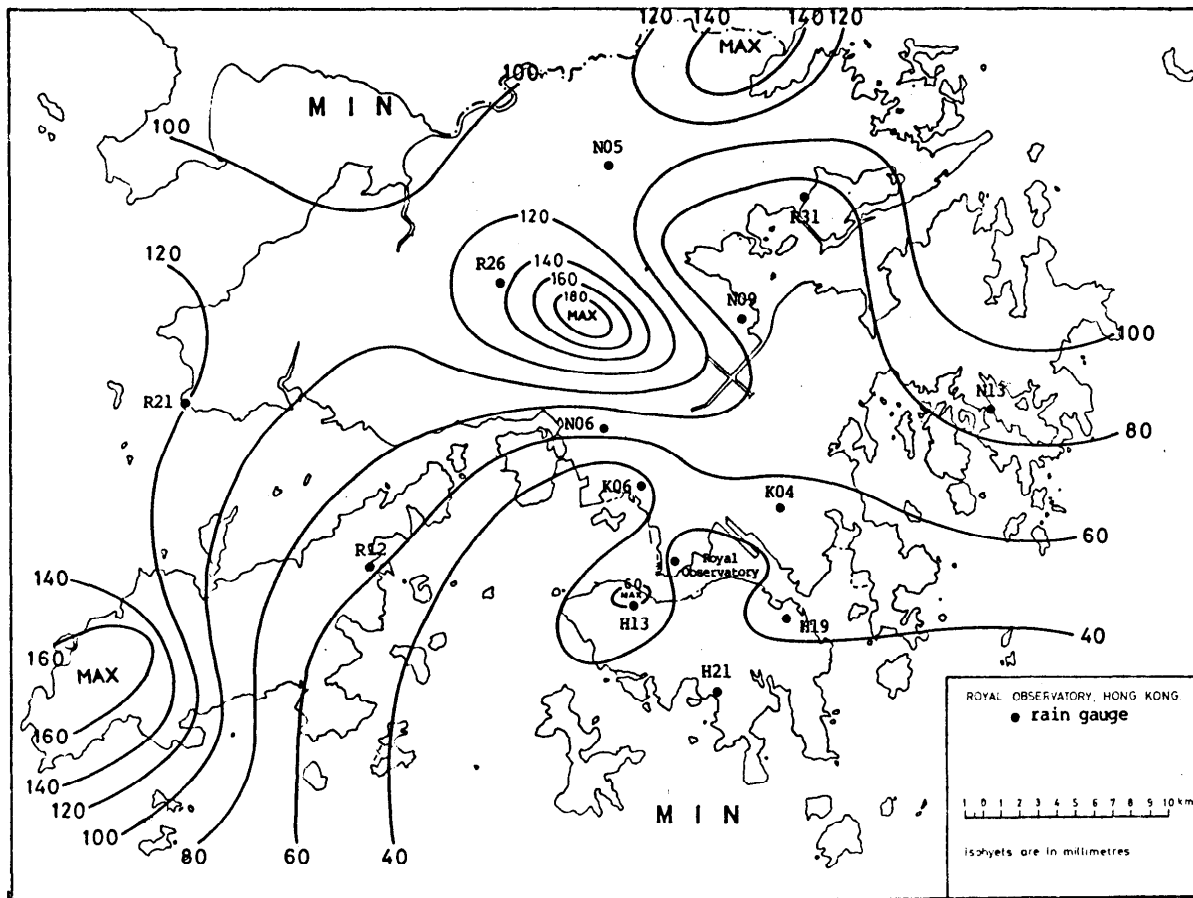 120 140 140 120
MAX
100
M I N
100
N05
R31
120
120
140
R26
160
180
MAX
N09
100
R21
N13
80
N06
K06
K04
60
R12
Royal
Observatory
140
60
MAX
H13
H19
40
160
MAX
H21
160
140
120
100
80 60 40
M I N
ROYAL OBSERVATORY, HONG KONG
● rain gauge
1 0 1 2 3 4 5 6 7 8 9 10 km
Isohyets are in millimetres